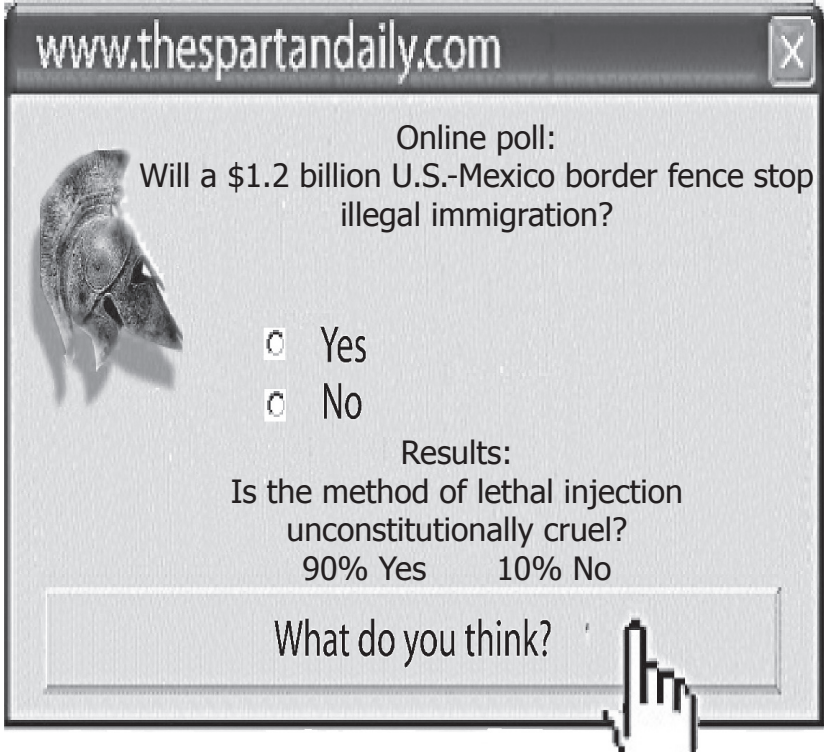 www.thespartandaily.com
X
Online poll:
Will a $1.2 billion U.S.-Mexico border fence stop
illegal immigration?
Yes
No
Results:
Is the method of lethal injection
unconstitutionally cruel?
90% Yes 10% No
What do you think?